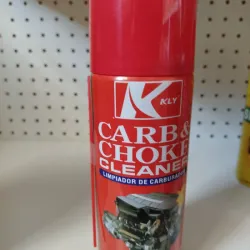 K
KLY
CARB&
CHOKE
CLEANER
LIMPIADOR DE CARBURADOR